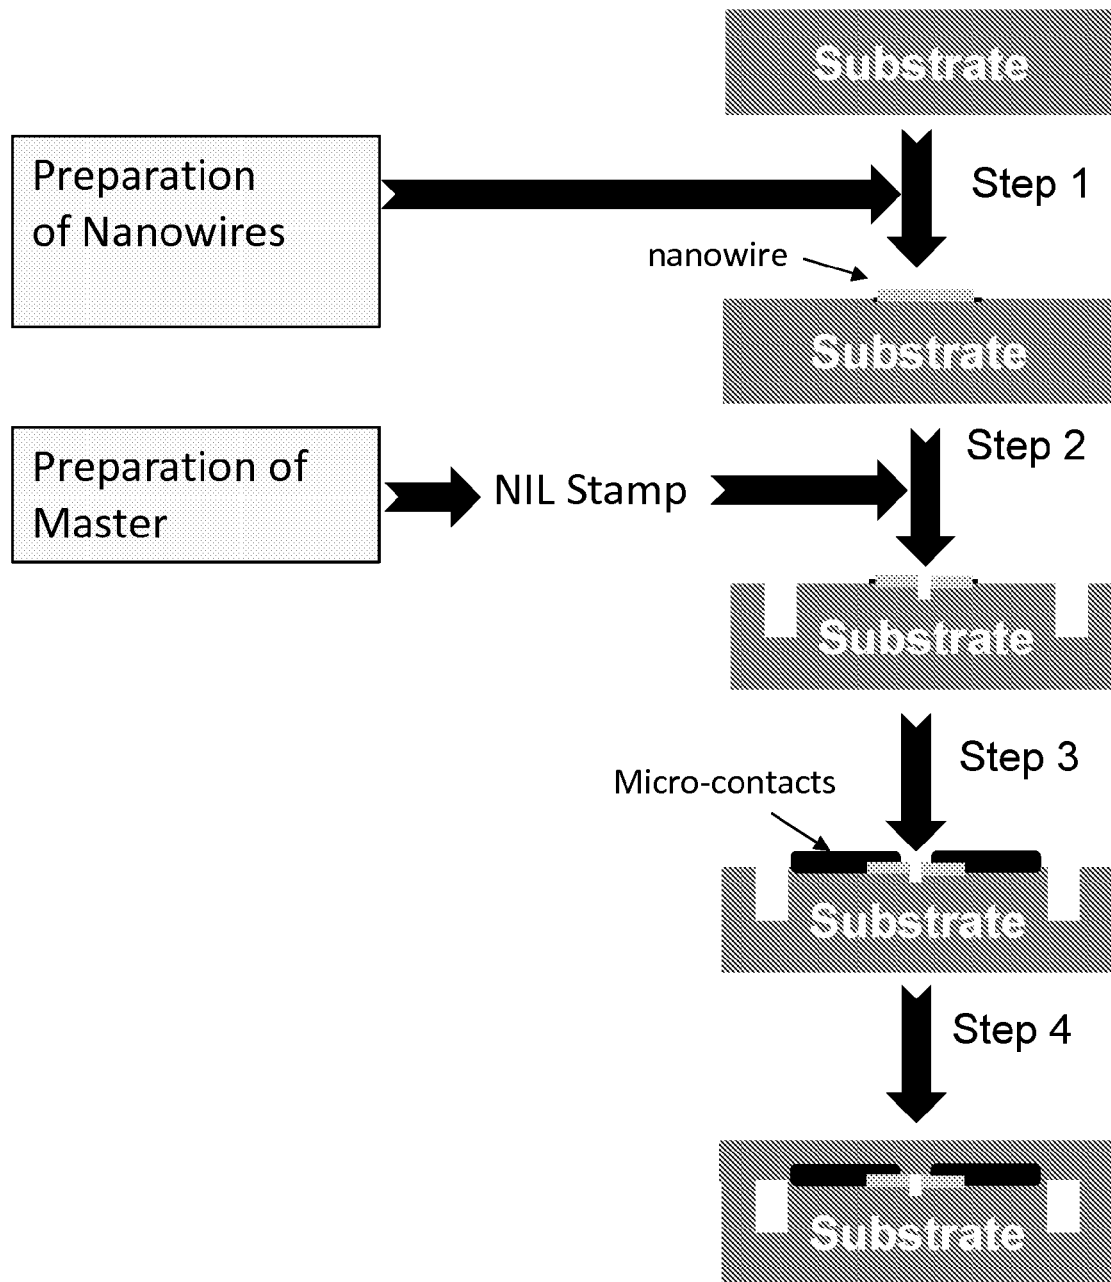 Substrate
Preparation
of Nanowires
Step 1
nanowire
Substrate
Preparation of
Master
NIL Stamp
Step 2
Substrate
Step 3
Micro-contacts
Substrate
Step 4
Substrate